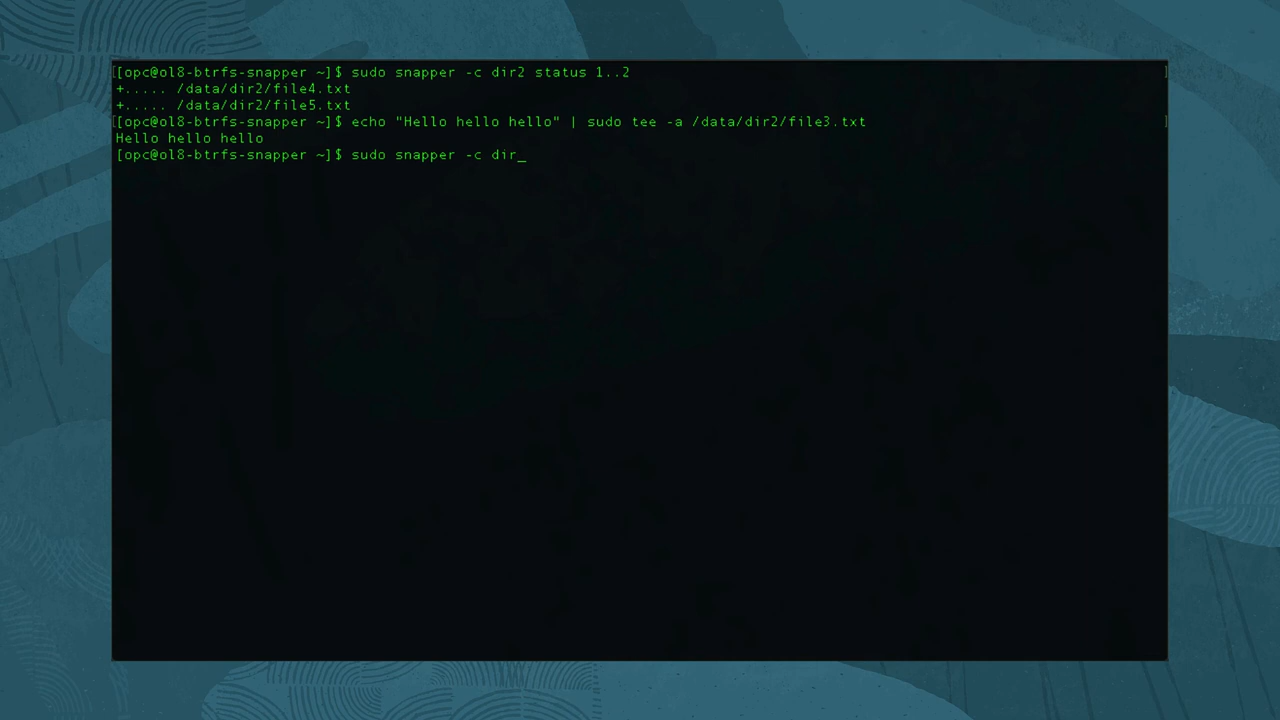 [[opc@ol8-btrfs-snapper ~]$ sudo snapper -c dir2 status 1..2 ]
+..... /data/dir2/file4.txt
+..... /data/dir2/file5.txt
[[opc@ol8-btrfs-snapper ~]$ echo "Hello hello hello" | sudo tee -a /data/dir2/file3.txt ]
Hello hello hello
[opc@ol8-btrfs-snapper ~]$ sudo snapper -c dir_